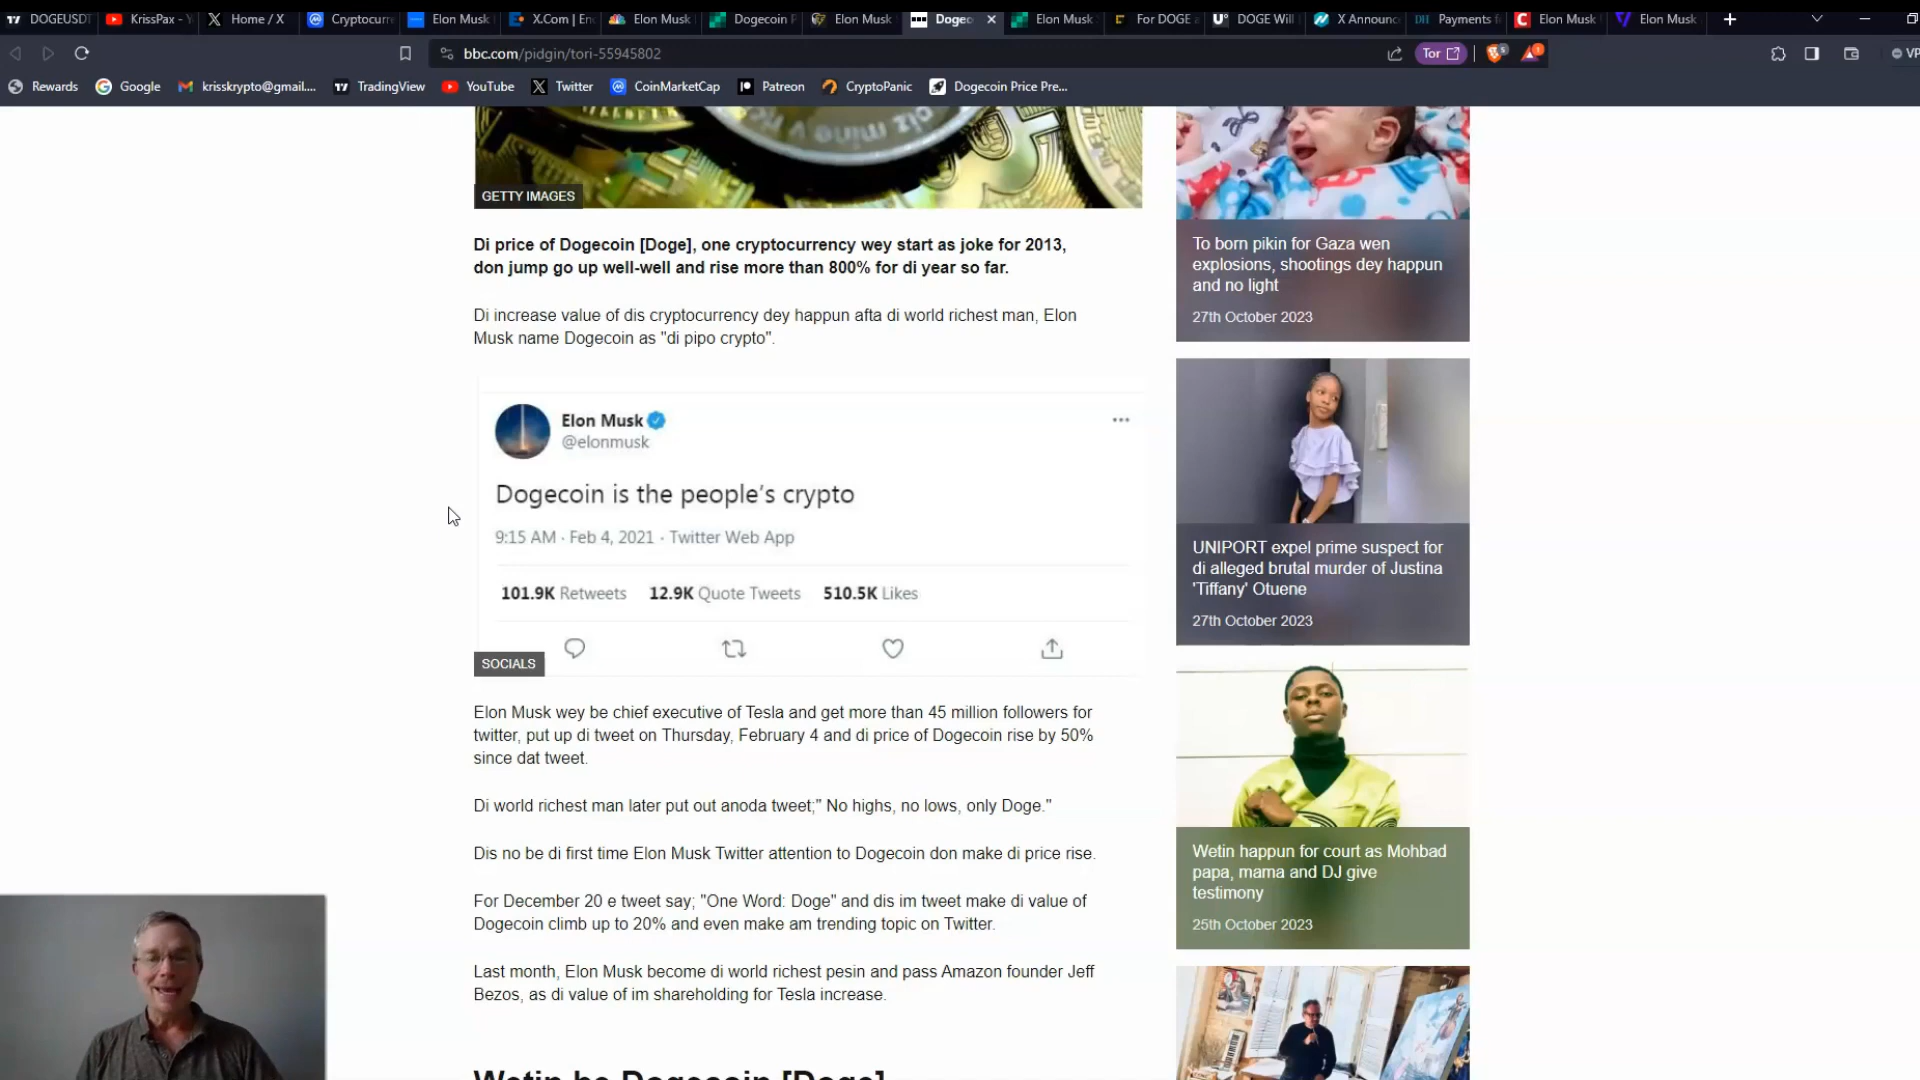 DOGEUSDT
KrissPax -
Home / X
Cryptocurr
Elon Musk
X.Com | En
Elon Musk
Dogecoin P
Elon Musk
Dogec
Elon Musk
For DOGE a
DOGE Will
X Announc
Payments f
Elon Musk
Elon Musk
bbc.com/pidgin/tori-55945802
Tor
VP
Rewards
Google
krisskrypto@gmail....
TradingView
YouTube
Twitter
CoinMarketCap
Patreon
CryptoPanic
Dogecoin Price Pre...
GETTY IMAGES
Di price of Dogecoin [Doge], one cryptocurrency wey start as joke for 2013,
don jump go up well-well and rise more than 800% for di year so far.
Di increase value of dis cryptocurrency dey happun afta di world richest man, Elon
Musk name Dogecoin as "di pipo crypto".
Elon Musk
@elonmusk
Dogecoin is the people's crypto
9:15 AM · Feb 4, 2021 · Twitter Web App
101.9K Retweets 12.9K Quote Tweets 510.5K Likes
SOCIALS
Elon Musk wey be chief executive of Tesla and get more than 45 million followers for
twitter, put up di tweet on Thursday, February 4 and di price of Dogecoin rise by 50%
since dat tweet.
Di world richest man later put out anoda tweet;" No highs, no lows, only Doge."
Dis no be di first time Elon Musk Twitter attention to Dogecoin don make di price rise.
For December 20 e tweet say; "One Word: Doge" and dis im tweet make di value of
Dogecoin climb up to 20% and even make am trending topic on Twitter.
Last month, Elon Musk become di world richest pesin and pass Amazon founder Jeff
Bezos, as di value of im shareholding for Tesla increase.
Wetin be Dogecoin [Doge]
To born pikin for Gaza wen
explosions, shootings dey happun
and no light
27th October 2023
UNIPORT expel prime suspect for
di alleged brutal murder of Justina
'Tiffany' Otuene
27th October 2023
Wetin happun for court as Mohbad
papa, mama and DJ give
testimony
25th October 2023